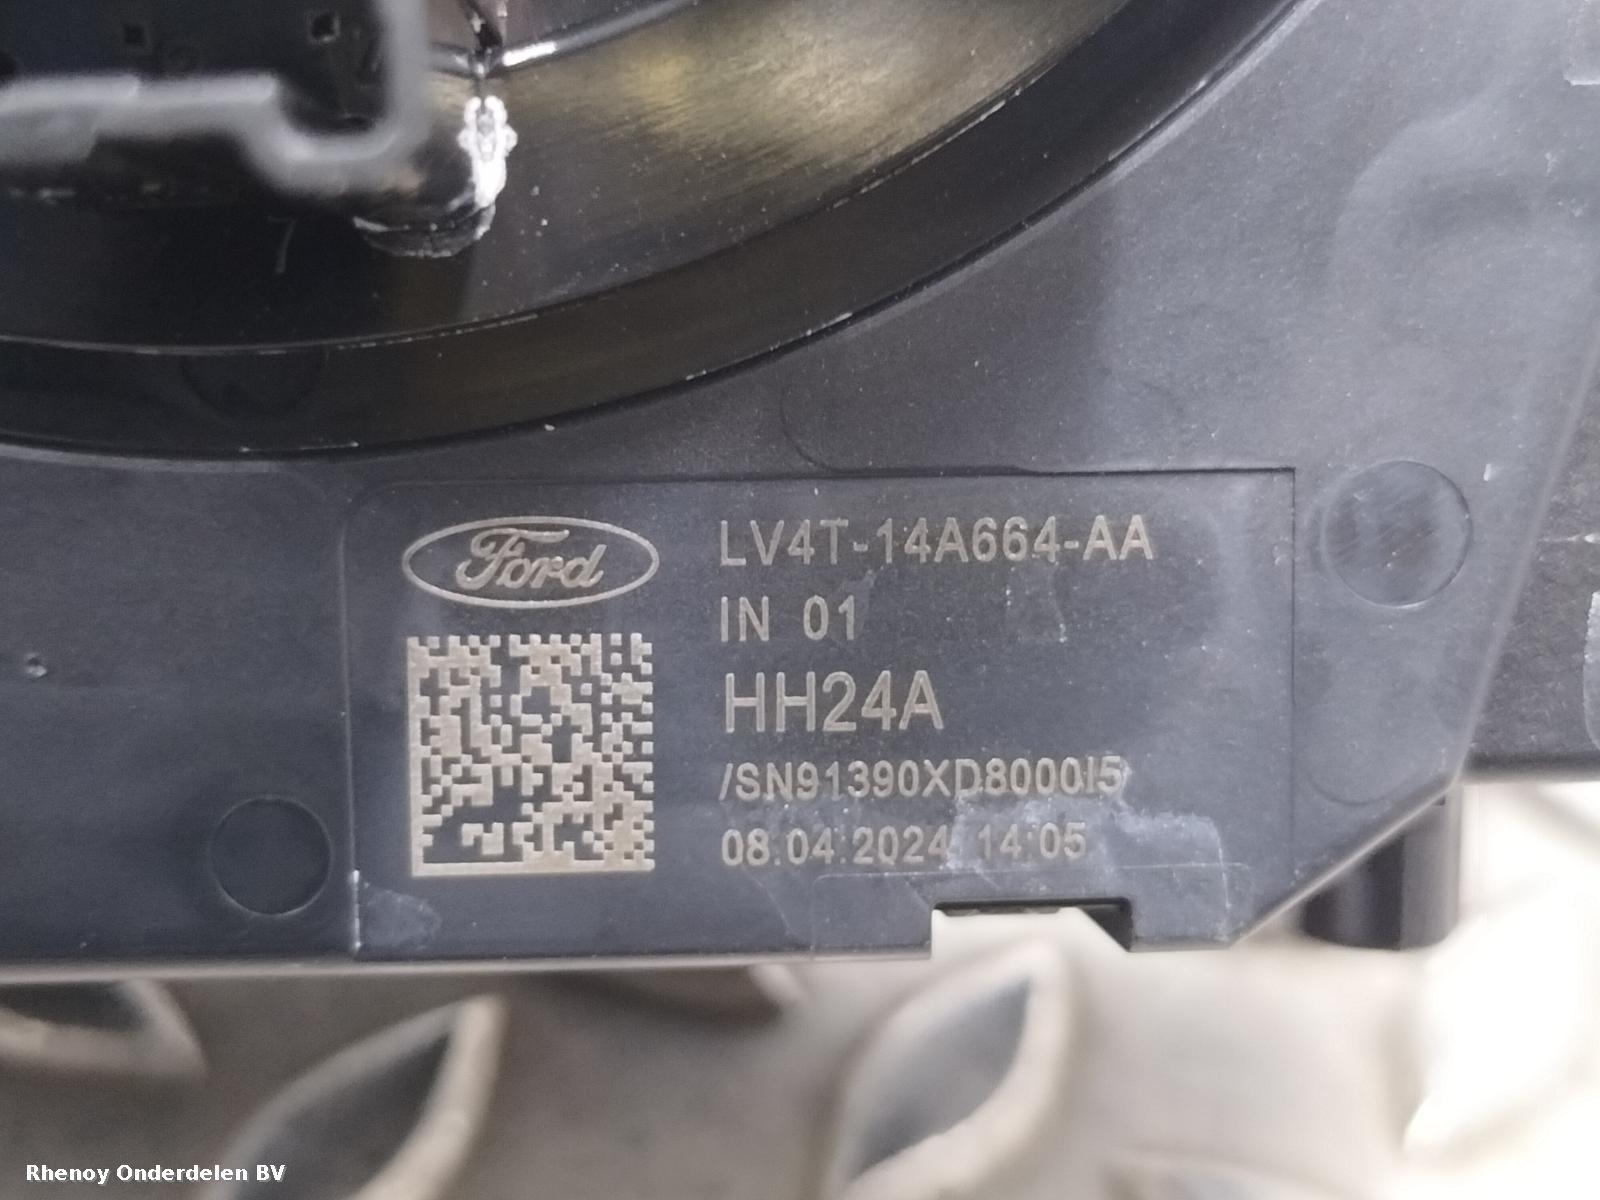 Ford
LV4T-14A664-AA
IN 01
HH24A
/SN91390XD8000I5
08.04.2024 14:05
Rhenoy Onderdelen BV